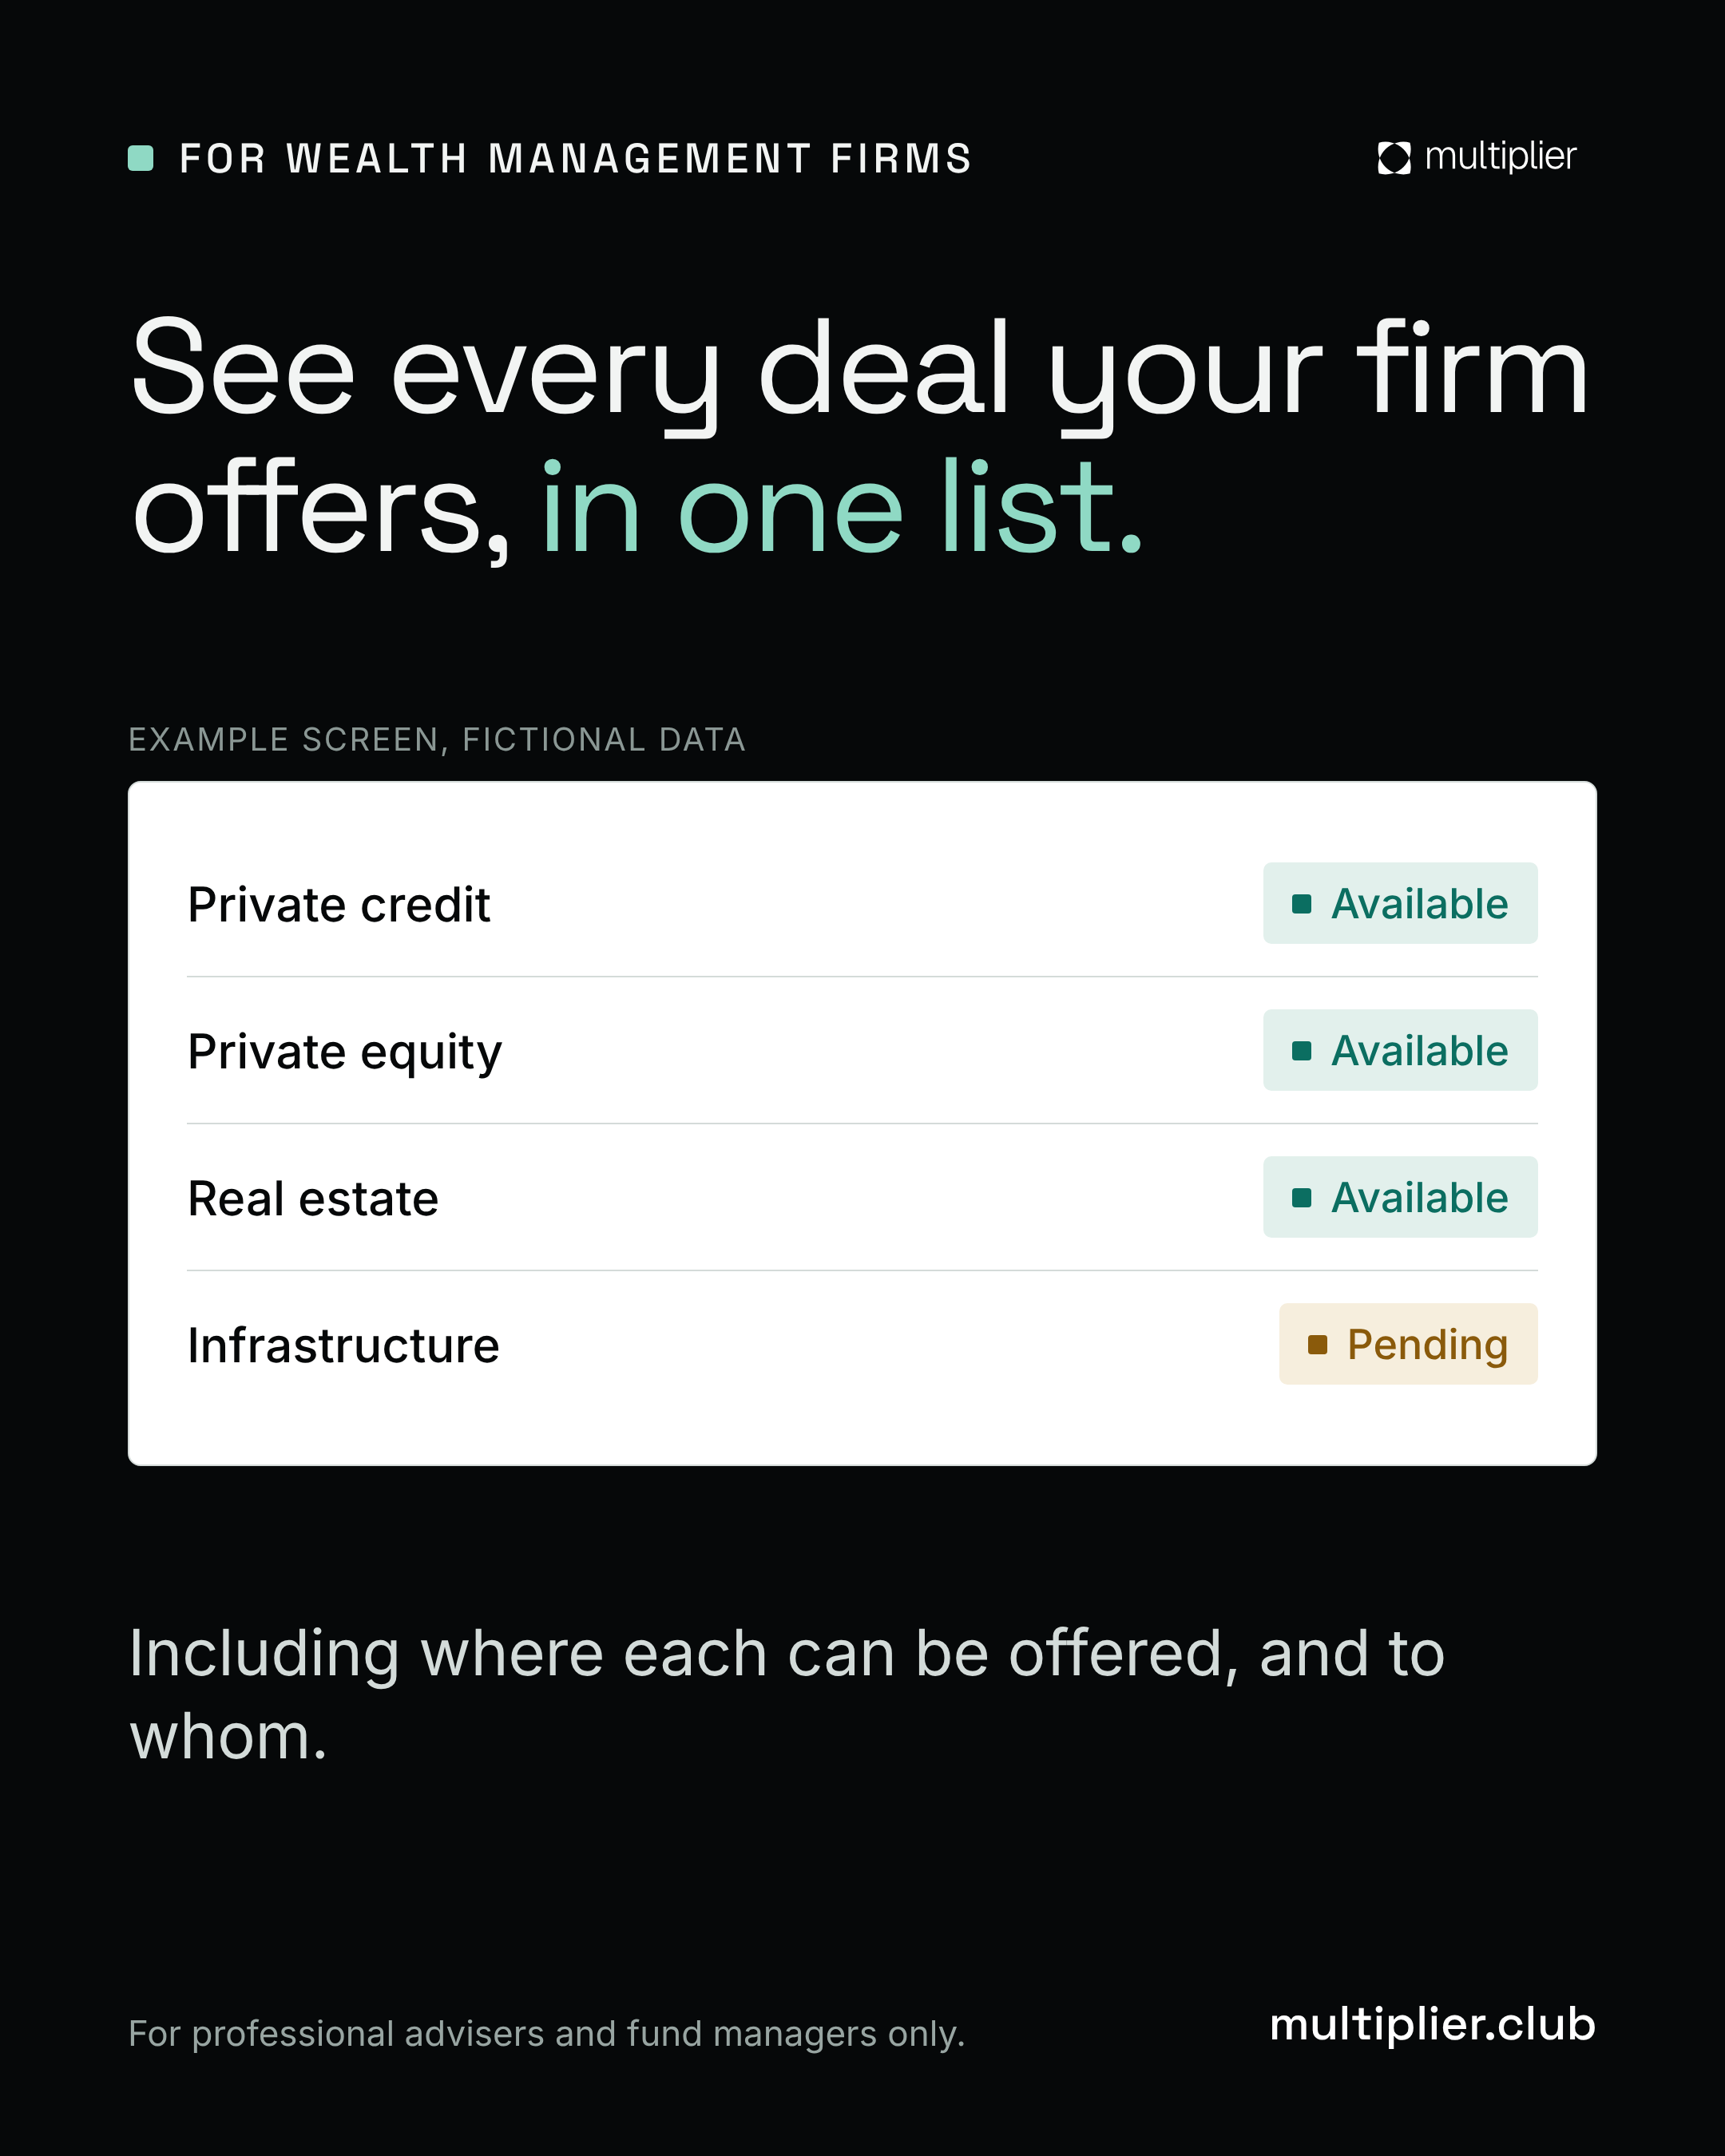 FOR WEALTH MANAGEMENT FIRMS
multiplier
See every deal your firm
offers, in one list.
EXAMPLE SCREEN, FICTIONAL DATA
Private credit
Available
Private equity
Available
Real estate
Available
Infrastructure
Pending
Including where each can be offered, and to
whom.
For professional advisers and fund managers only.
multiplier.club